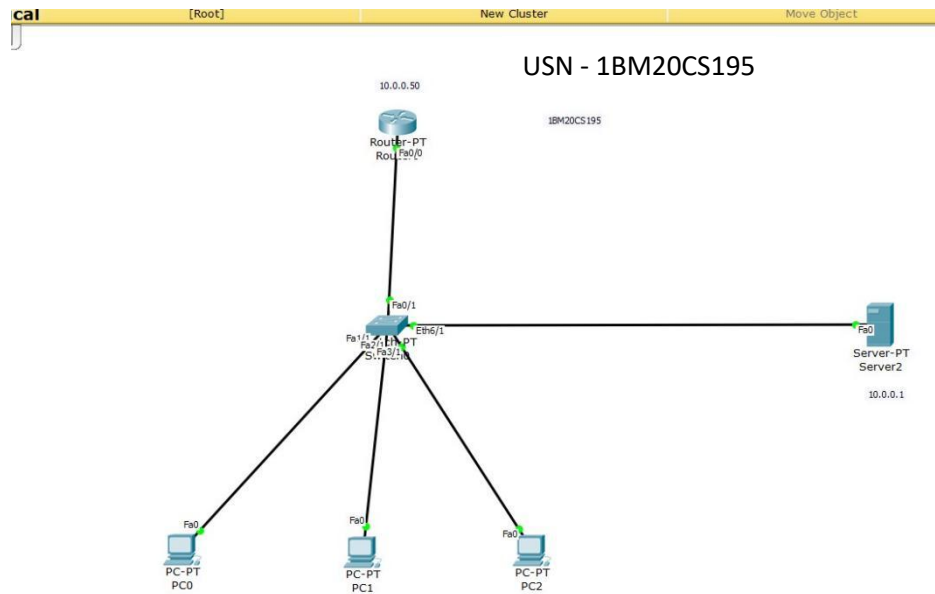 cal [Root] New Cluster Move Object
USN - 1BM20CS195
10.0.0.50
1BM20CS195
Router-PT
Fa0/0
Fa0/1
Eth6/1
Fa1/1
Fa2/1
Fa3/1
Fa0
Server-PT
Server2
10.0.0.1
Fa0
Fa0
Fa0
PC-PT
PC0
PC-PT
PC1
PC-PT
PC2